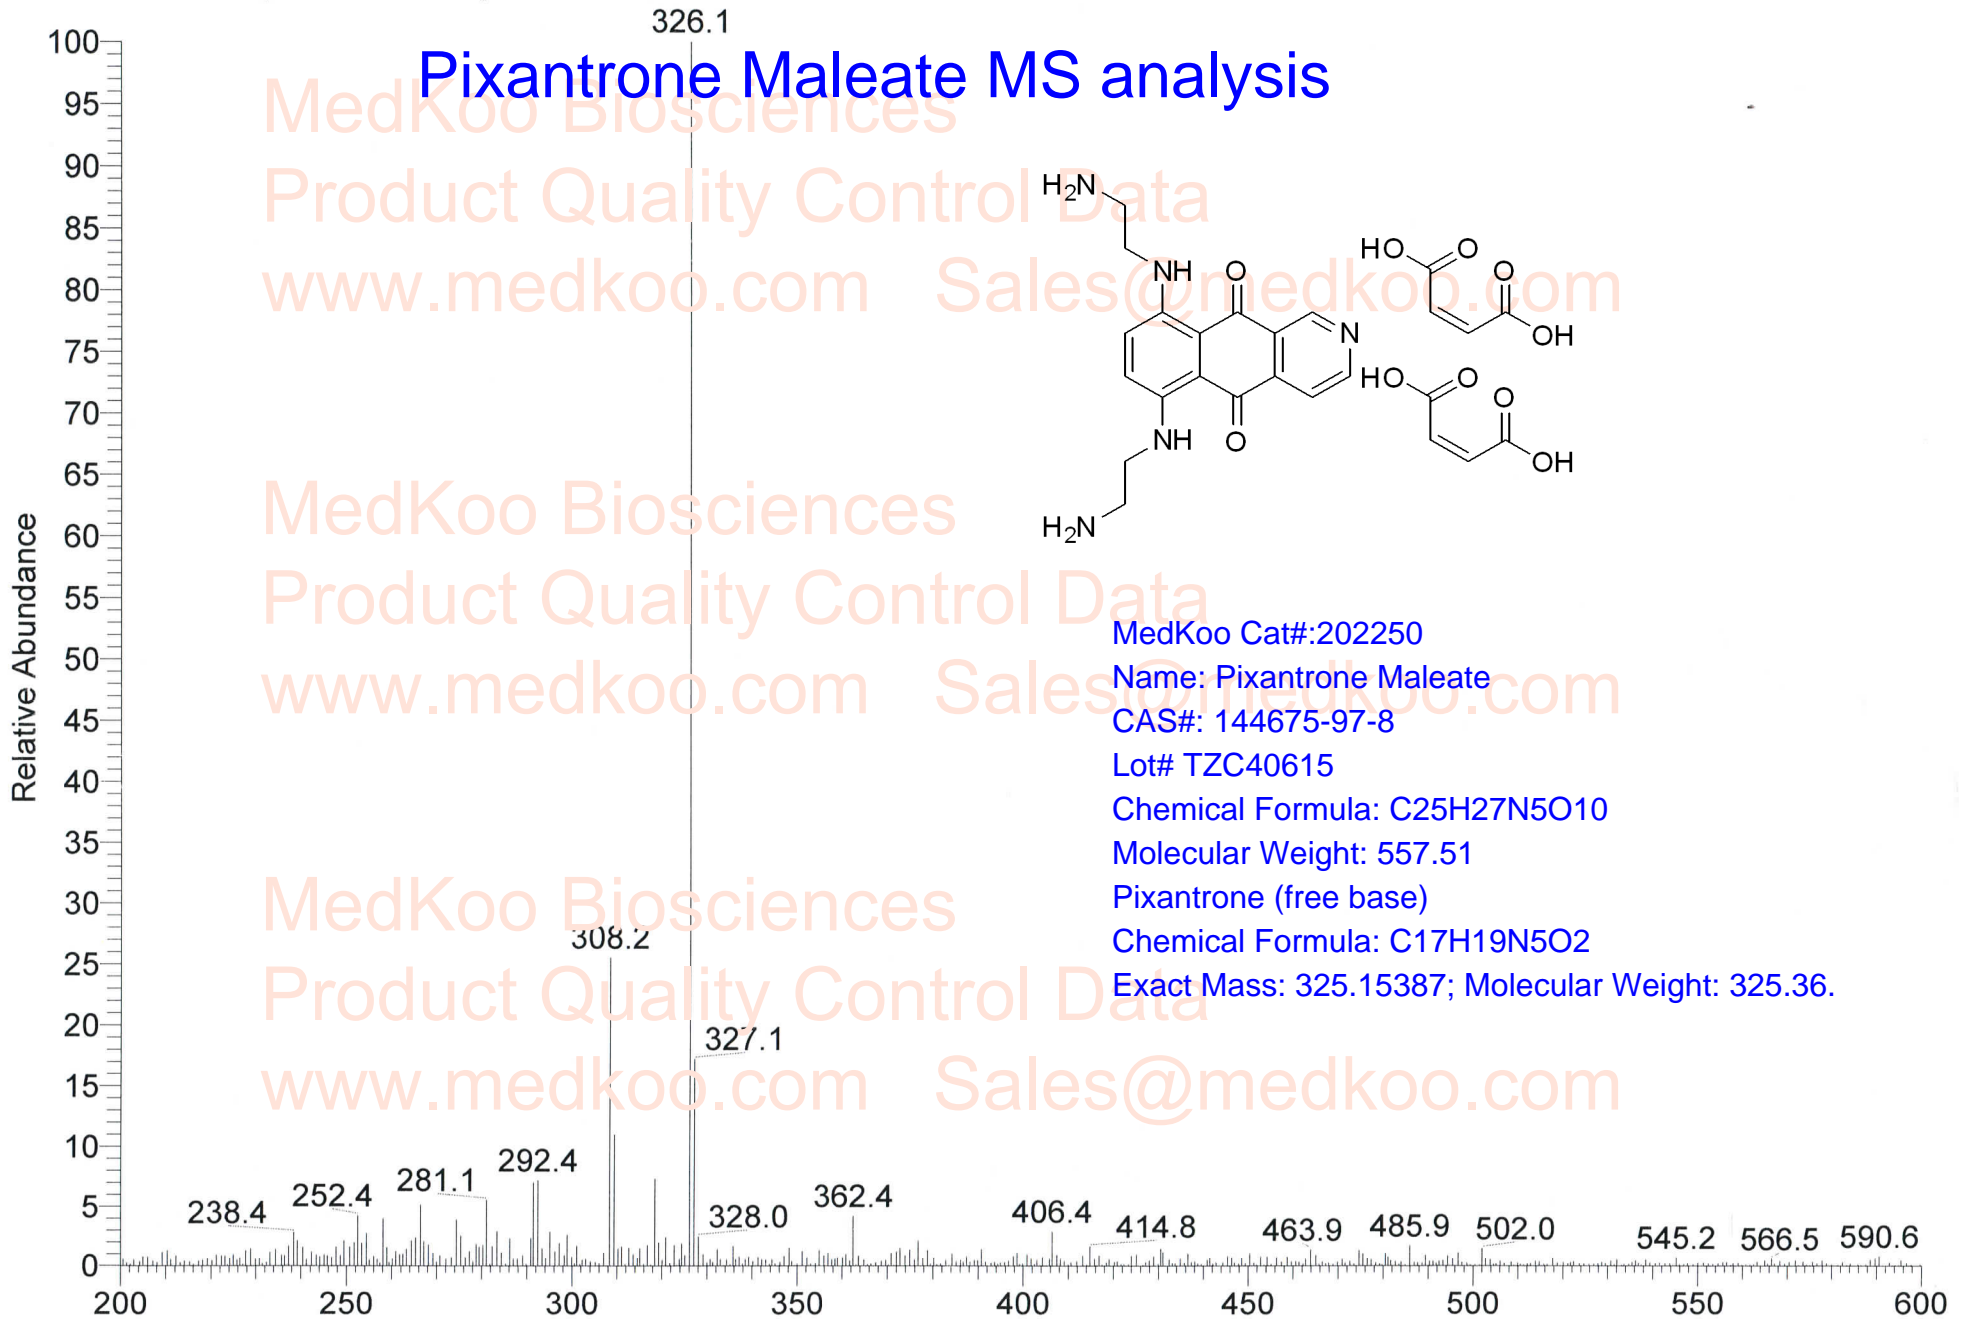 Pixantrone Maleate MS analysis
MedKoo Biosciences
Product Quality Control Data
www.medkoo.com Sales@medkoo.com
MedKoo Biosciences
Product Quality Control Data
www.medkoo.com Sales@medkoo.com
MedKoo Biosciences
Product Quality Control Data
www.medkoo.com Sales@medkoo.com
H2N
NH
O
N
NH
O
H2N
HO
O
O
OH
HO
O
O
OH
MedKoo Cat#:202250
Name: Pixantrone Maleate
CAS#: 144675-97-8
Lot# TZC40615
Chemical Formula: C25H27N5O10
Molecular Weight: 557.51
Pixantrone (free base)
Chemical Formula: C17H19N5O2
Exact Mass: 325.15387; Molecular Weight: 325.36.
Relative Abundance
100
95
90
85
80
75
70
65
60
55
50
45
40
35
30
25
20
15
10
5
0
326.1
308.2
327.1
292.4
281.1
252.4
238.4
328.0
362.4
406.4
414.8
463.9
485.9
502.0
545.2
566.5
590.6
200
250
300
350
400
450
500
550
600